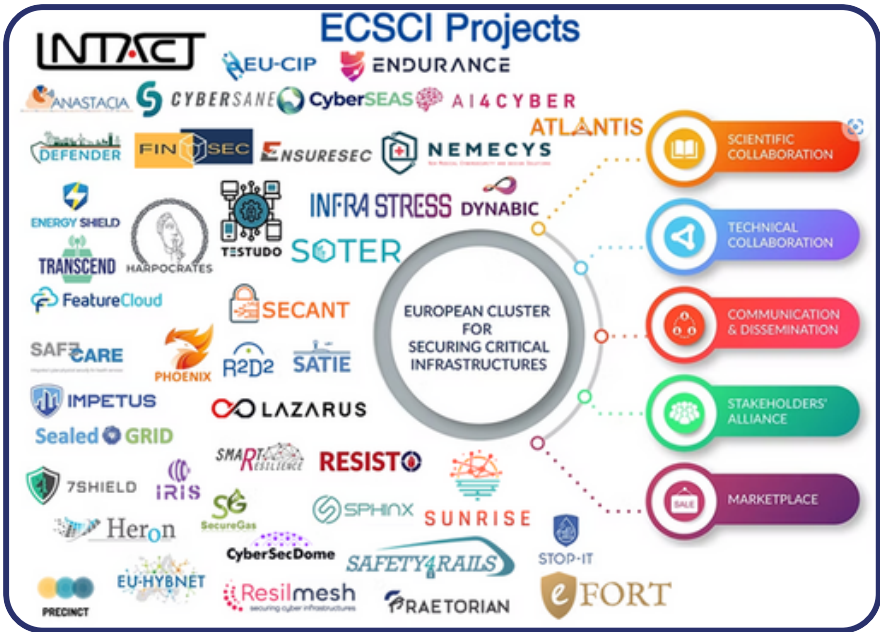 ECSCI Projects
INTACT
EU-CIP
ENDURANCE
ANASTACIA
CYBERSANE
CyberSEAS
AI4CYBER
ATLANTIS
DEFENDER
FINSEC
ENSURESEC
NEMECYS
ENERGY SHIELD
TESTUDO
INFRA STRESS
DYNABIC
TRANSCEND
HARPOCRATES
SOTER
FeatureCloud
SECANT
SAFECARE
PHOENIX
R2D2
SATIE
IMPETUS
LAZARUS
Sealed GRID
SMART RESILIENCE
RESISTO
7SHIELD
IRIS
SecureGas
SPHINX
SUNRISE
Heron
CyberSecDome
SAFETY4RAILS
STOP-IT
EU-HYBNET
PRECINCT
Resilmesh
securing cyber infrastructures
PRAETORIAN
eFORT
EUROPEAN CLUSTER
FOR
SECURING CRITICAL
INFRASTRUCTURES
SCIENTIFIC
COLLABORATION
TECHNICAL
COLLABORATION
COMMUNICATION
& DISSEMINATION
STAKEHOLDERS'
ALLIANCE
SALE
MARKETPLACE